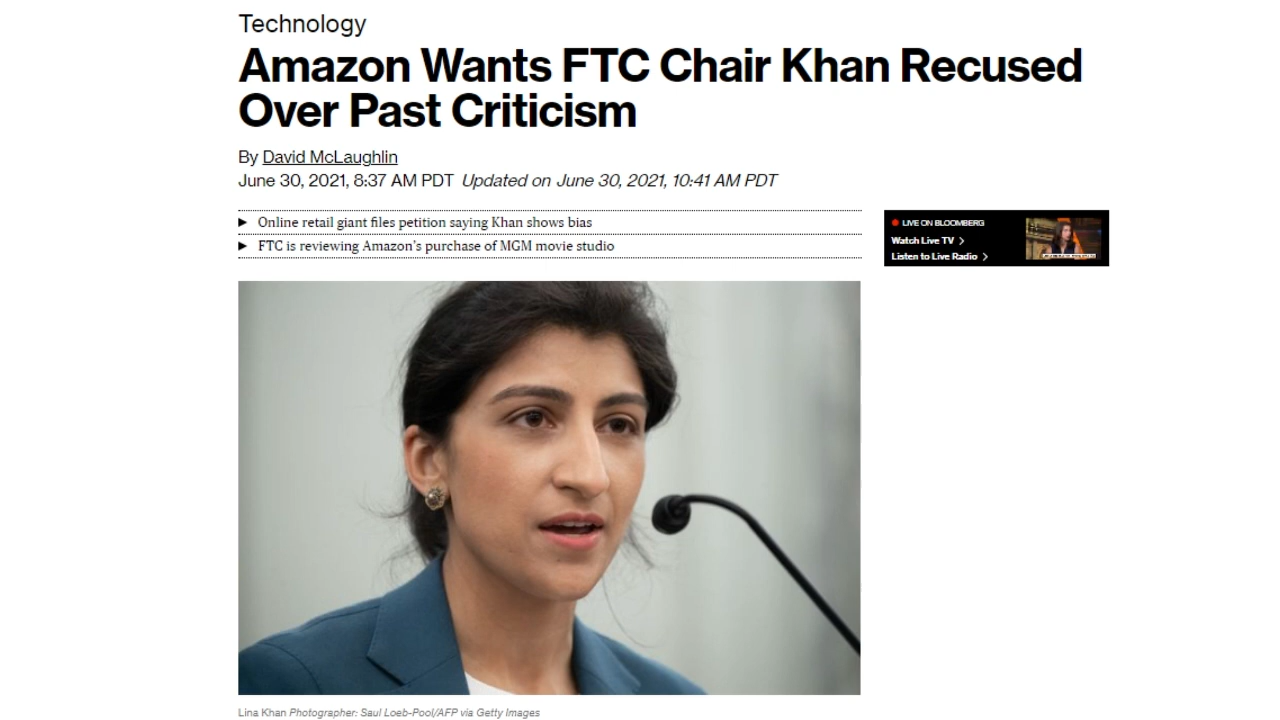 Technology
Amazon Wants FTC Chair Khan Recused
Over Past Criticism
By David McLaughlin
June 30, 2021, 8:37 AM PDT Updated on June 30, 2021, 10:41 AM PDT
▶ Online retail giant files petition saying Khan shows bias
▶ FTC is reviewing Amazon's purchase of MGM movie studio
LIVE ON BLOOMBERG
Watch Live TV >
Listen to Live Radio >
Lina Khan Photographer: Saul Loeb-Pool/AFP via Getty Images